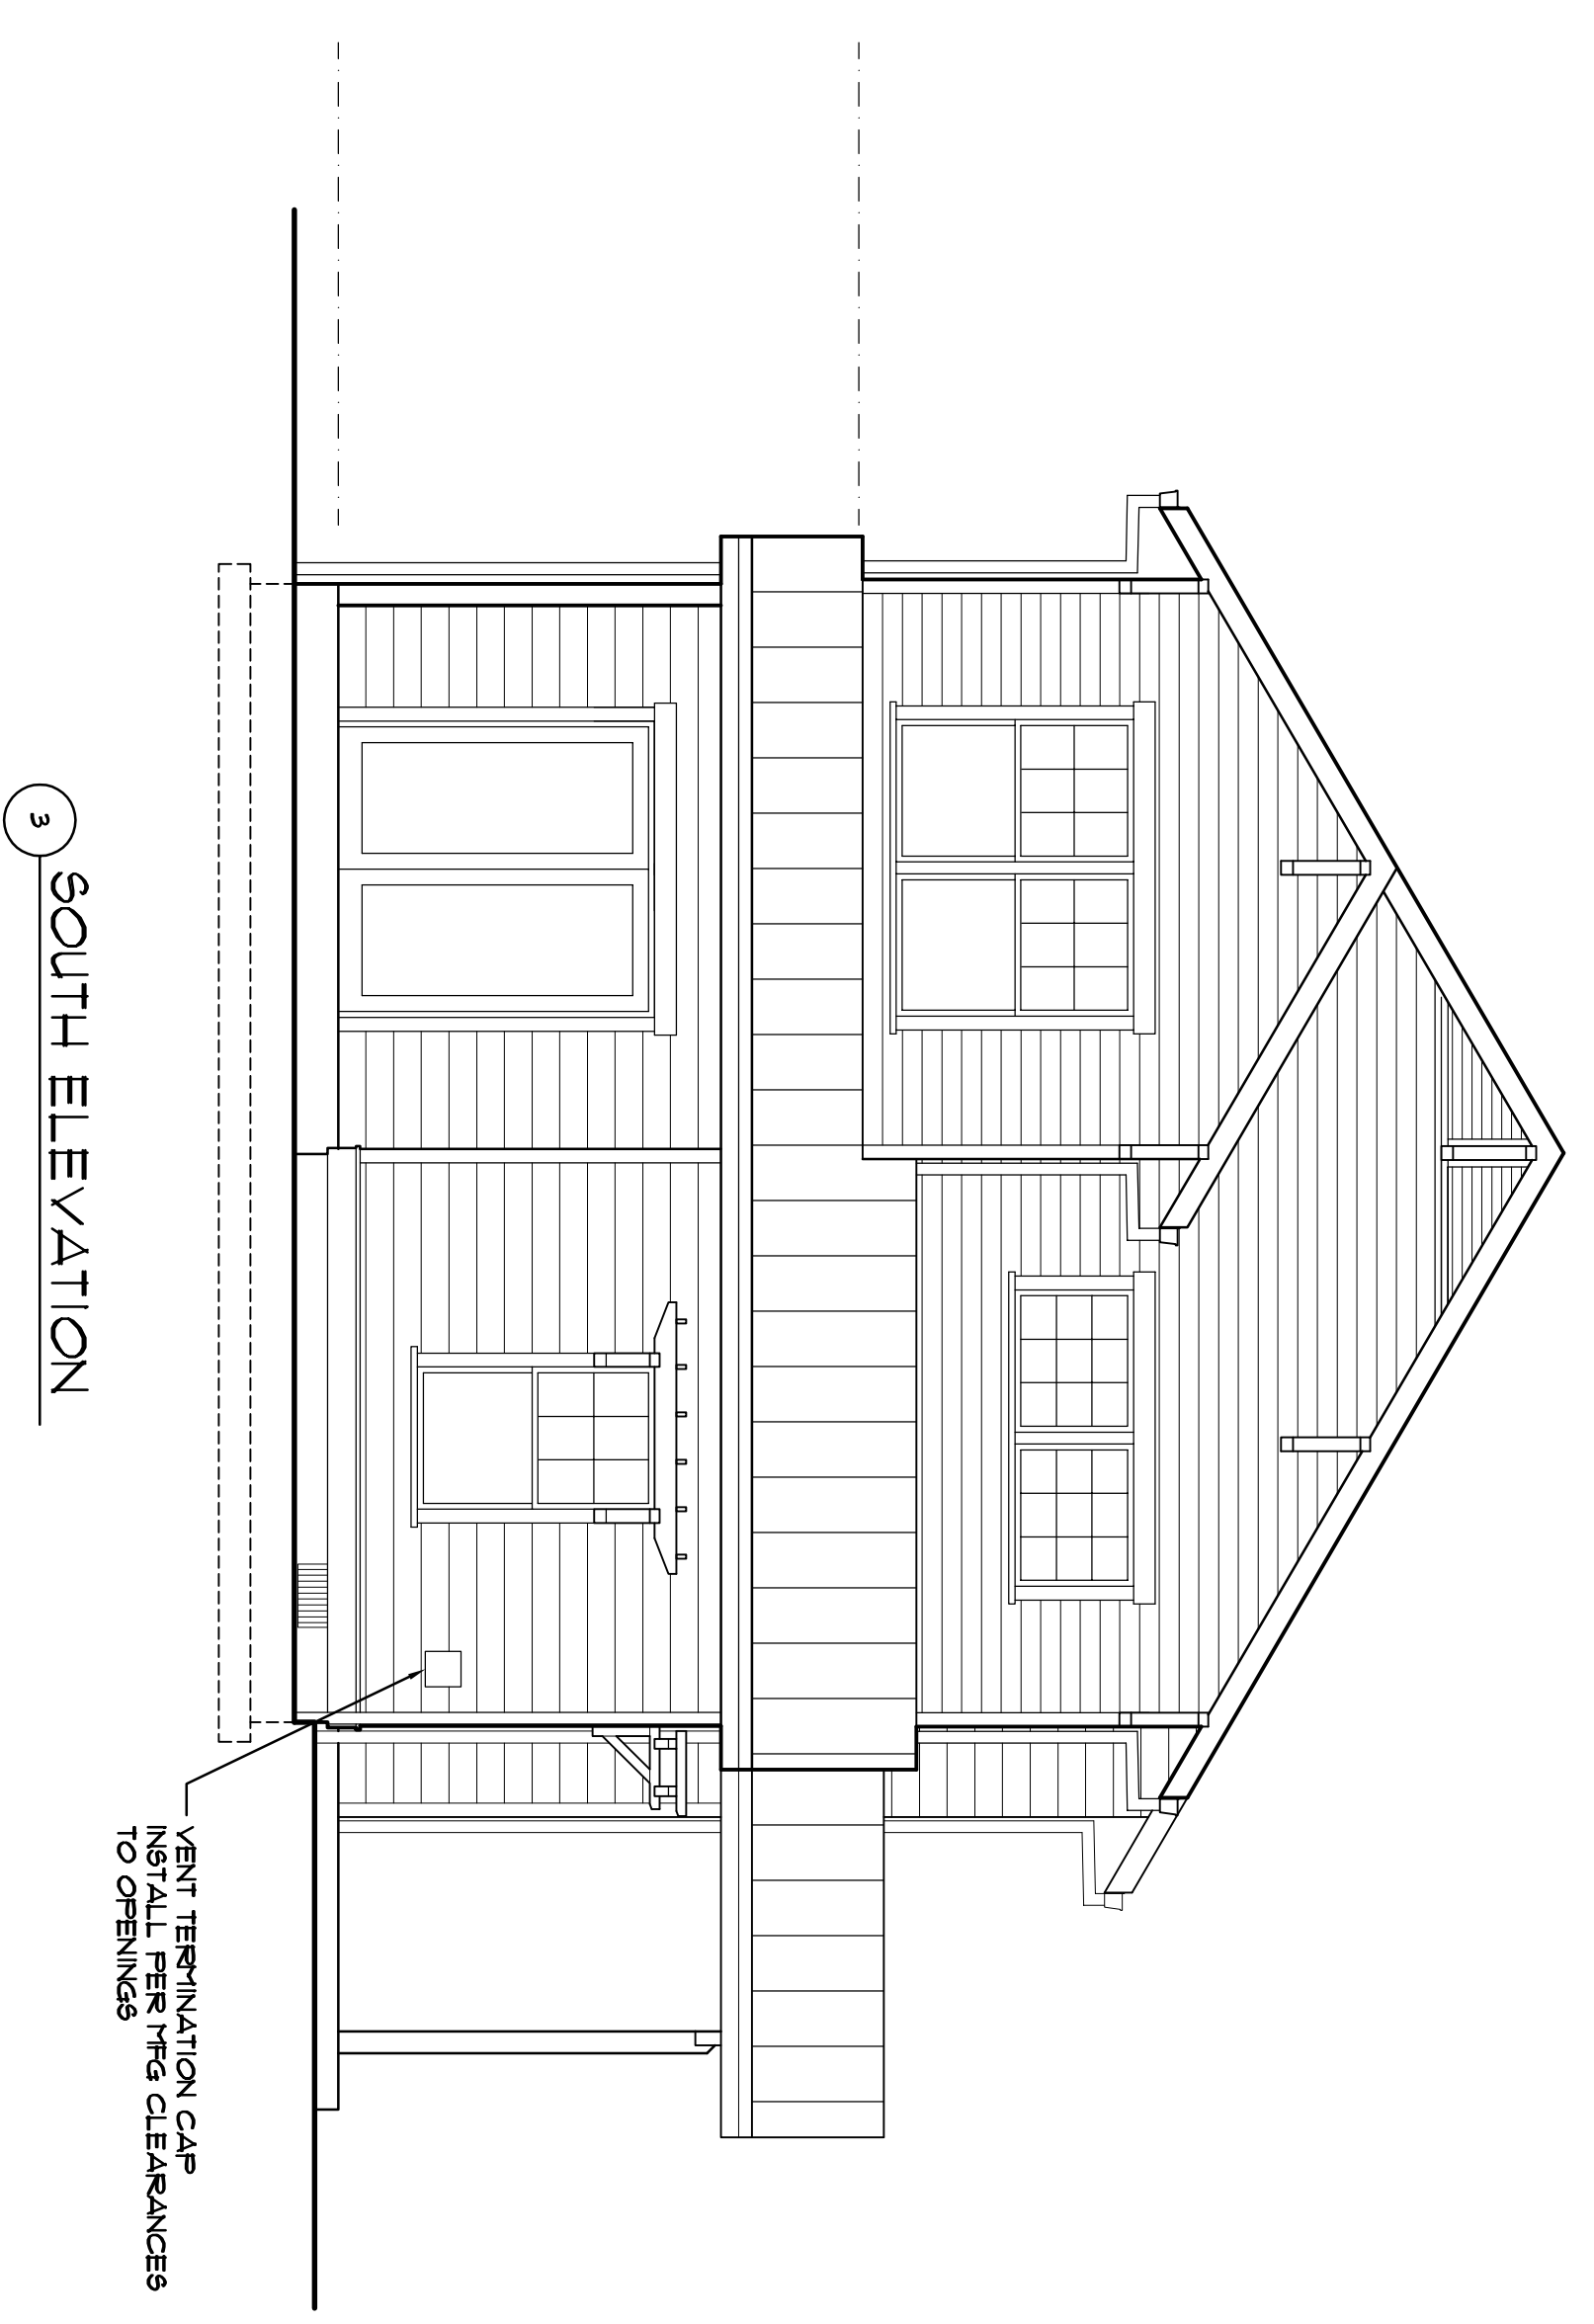 3
SOUTH ELEVATION
VENT TERMINATION CAP
INSTALL PER MFG CLEARANCES
TO OPENINGS